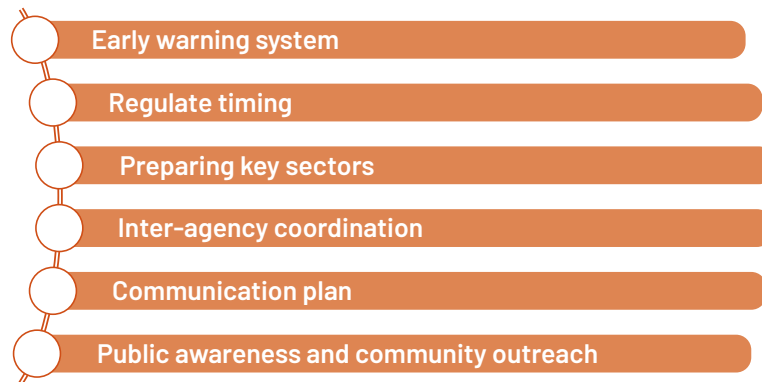 Early warning system
Regulate timing
Preparing key sectors
Inter-agency coordination
Communication plan
Public awareness and community outreach